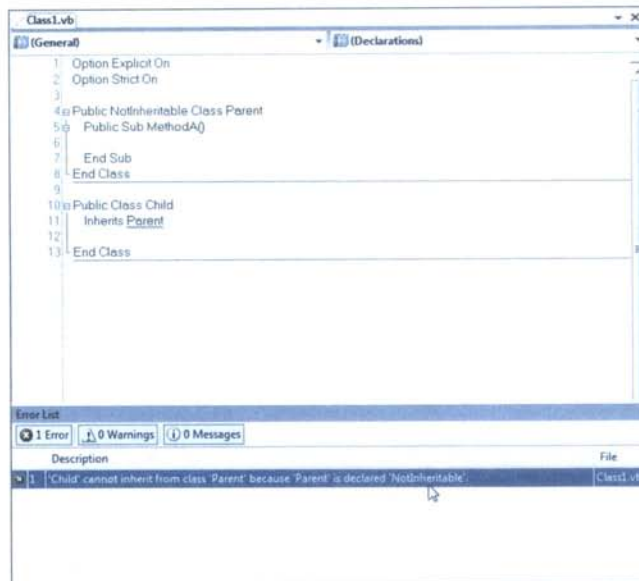 Class1.vb
(General) (Declarations)
1 Option Explicit On
2 Option Strict On
3
4 Public NotInheritable Class Parent
5 Public Sub MethodA()
6
7 End Sub
8 End Class
9
10 Public Class Child
11 Inherits Parent
12
13 End Class
Error List
1 Error 0 Warnings 0 Messages
Description File
1 'Child' cannot inherit from class 'Parent' because 'Parent' is declared 'NotInheritable'. Class1.vb